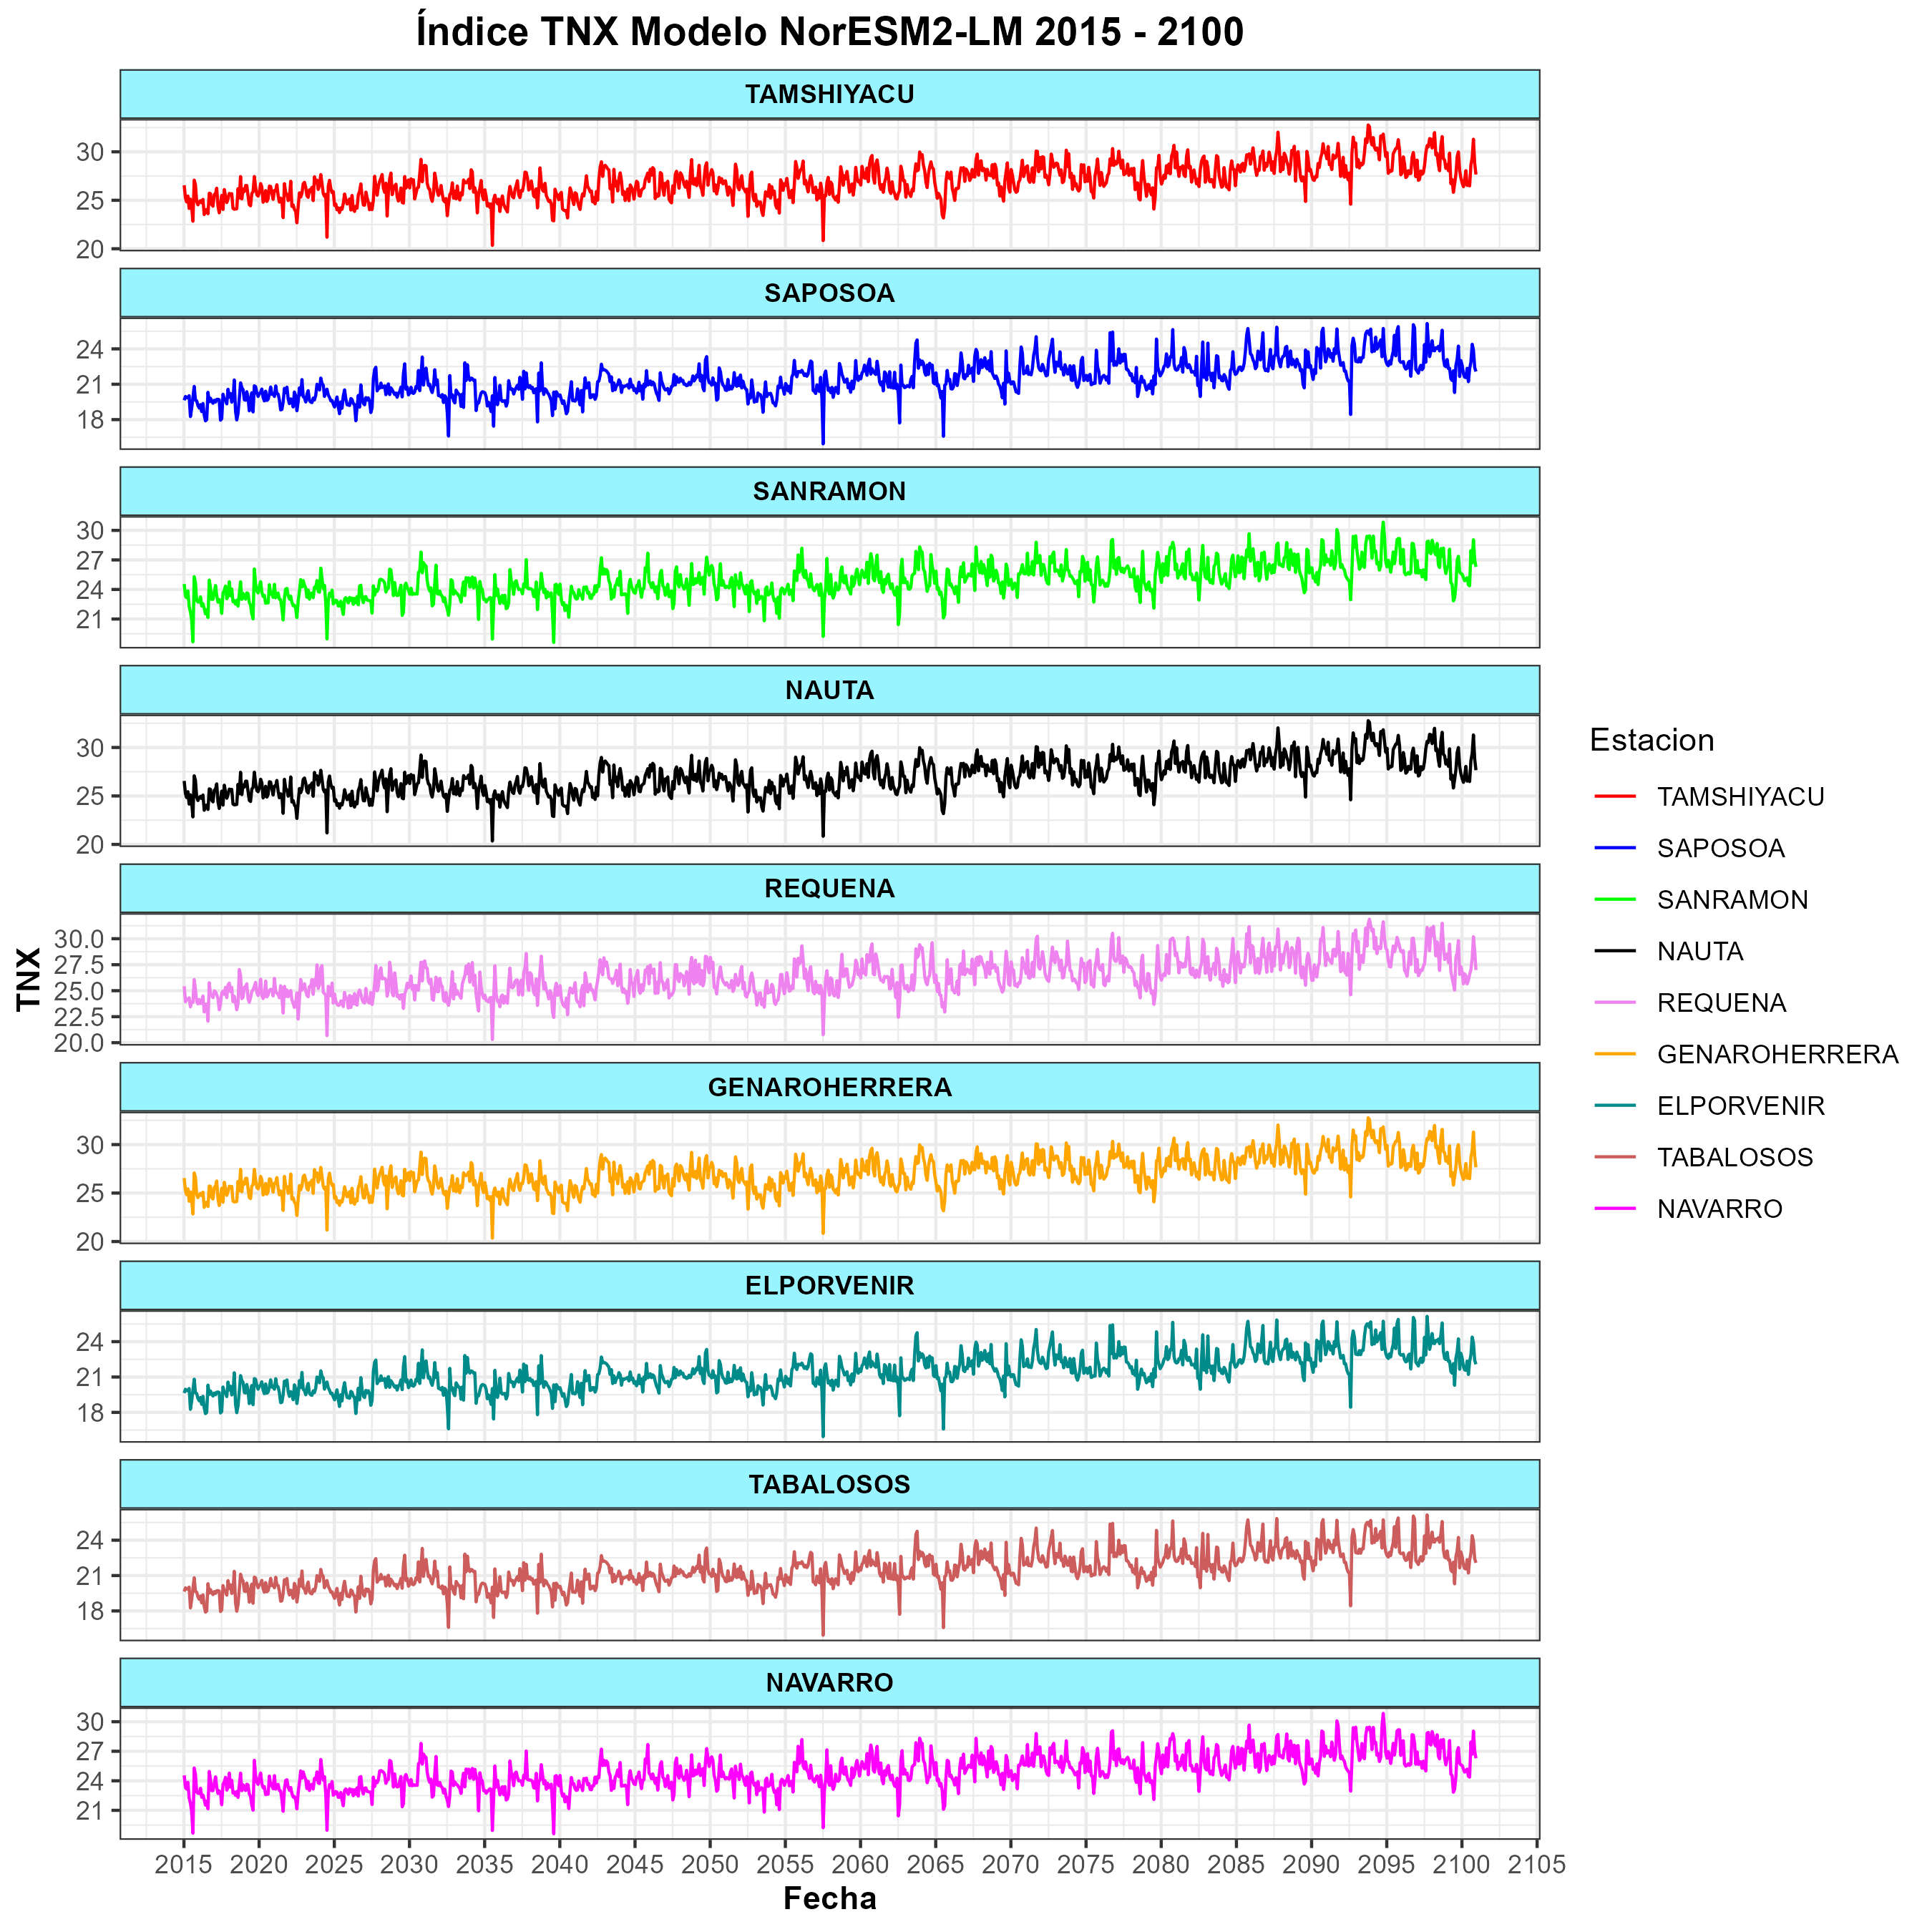 Índice TNX Modelo NorESM2-LM 2015 - 2100
TAMSHIYACU
30
25
20
SAPOSOA
24
21
18
SANRAMON
30
27
24
21
NAUTA
30
25
20
REQUENA
30.0
27.5
25.0
22.5
20.0
GENAROHERRERA
30
25
20
ELPORVENIR
24
21
18
TABALOSOS
24
21
18
NAVARRO
30
27
24
21
2015 2020 2025 2030 2035 2040 2045 2050 2055 2060 2065 2070 2075 2080 2085 2090 2095 2100 2105
Fecha
TNX
Estacion
TAMSHIYACU
SAPOSOA
SANRAMON
NAUTA
REQUENA
GENAROHERRERA
ELPORVENIR
TABALOSOS
NAVARRO